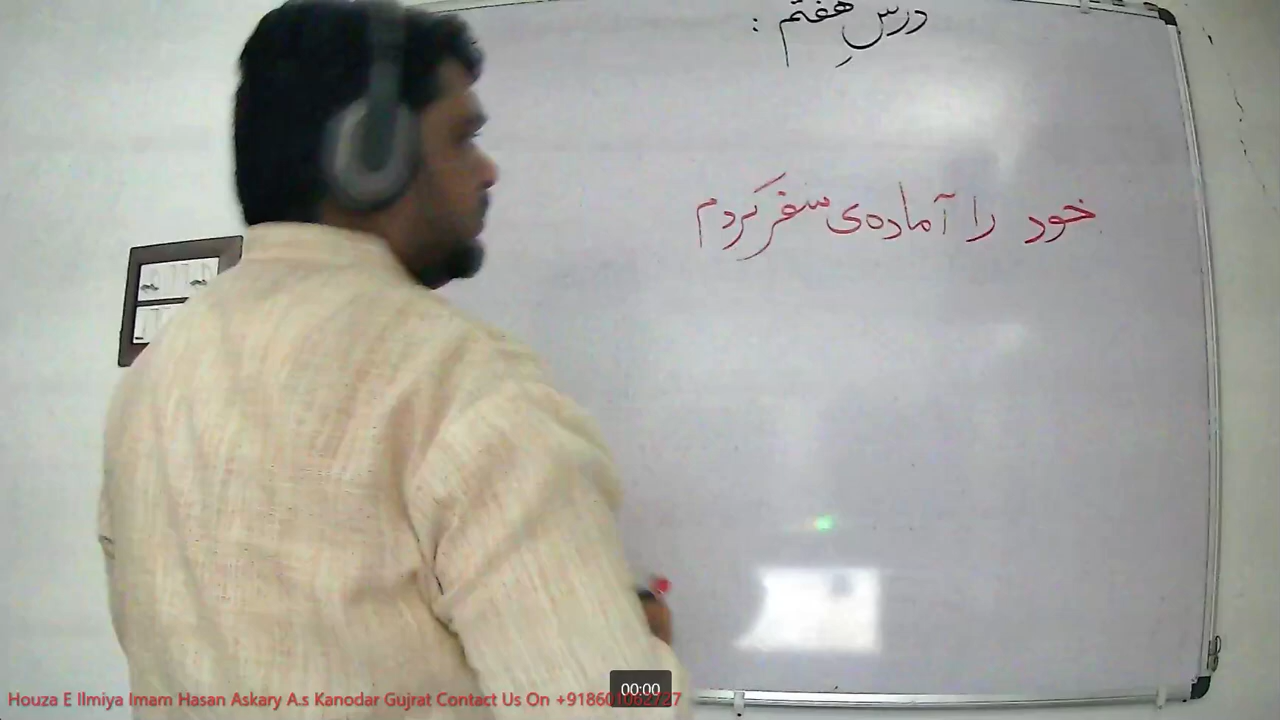 درسِ هفتم :
خود را آماده‌ی سفر کردم
00:00
Houza E Ilmiya Imam Hasan Askary A.s Kanodar Gujrat Contact Us On